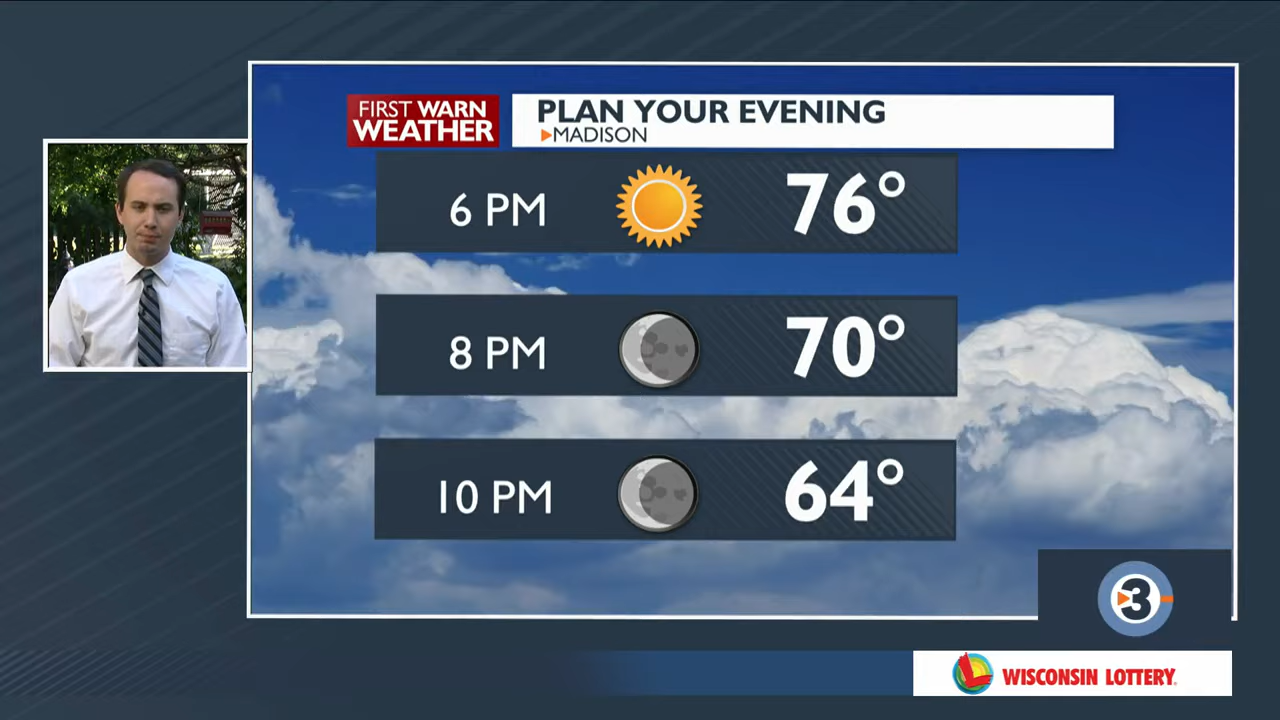 FIRST WARN
WEATHER
PLAN YOUR EVENING
MADISON
6 PM 76°
8 PM 70°
10 PM 64°
3
WISCONSIN LOTTERY